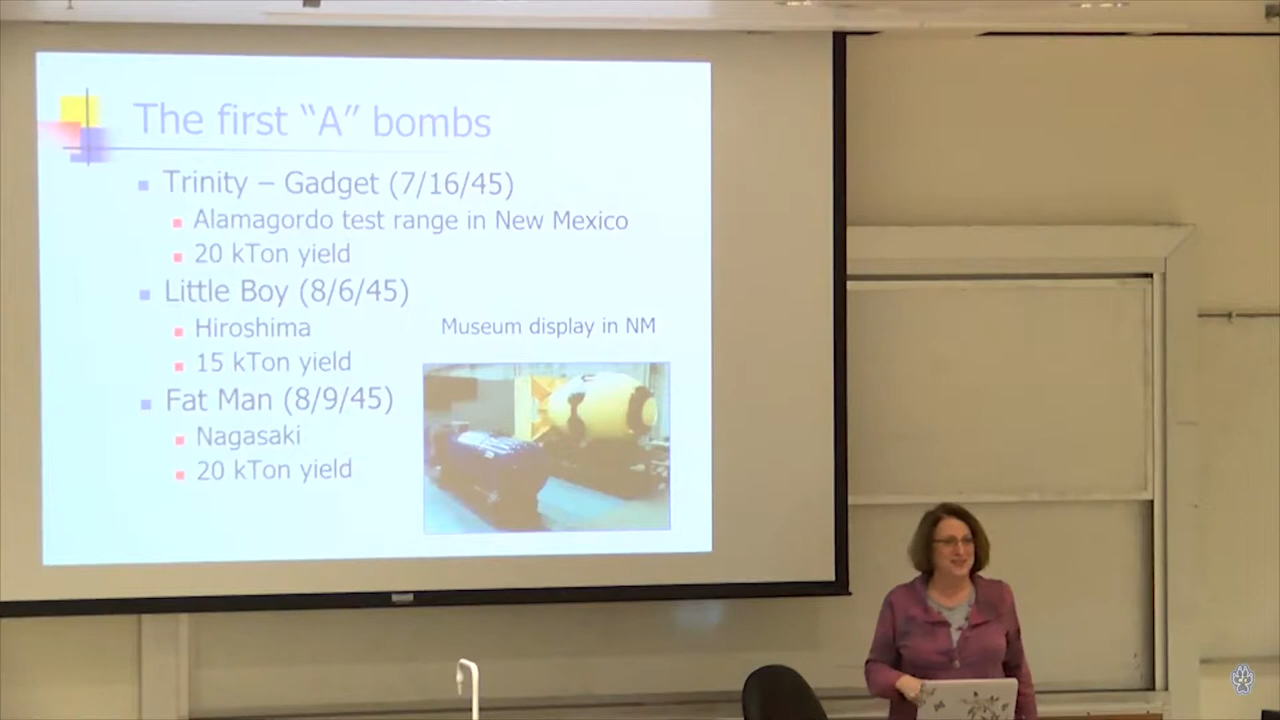 The first “A” bombs
Trinity – Gadget (7/16/45)
Alamagordo test range in New Mexico
20 kTon yield
Little Boy (8/6/45)
Hiroshima
15 kTon yield
Fat Man (8/9/45)
Nagasaki
20 kTon yield
Museum display in NM